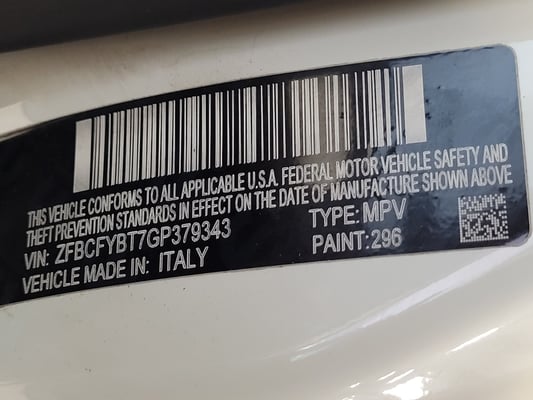 THIS VEHICLE CONFORMS TO ALL APPLICABLE U.S.A. FEDERAL MOTOR VEHICLE SAFETY AND
THEFT PREVENTION STANDARDS IN EFFECT ON THE DATE OF MANUFACTURE SHOWN ABOVE
VIN: ZFBCFYBT7GP379343 TYPE: MPV
VEHICLE MADE IN: ITALY PAINT: 296